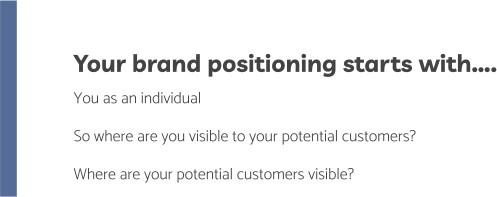 Your brand positioning starts with....
You as an individual
So where are you visible to your potential customers?
Where are your potential customers visible?